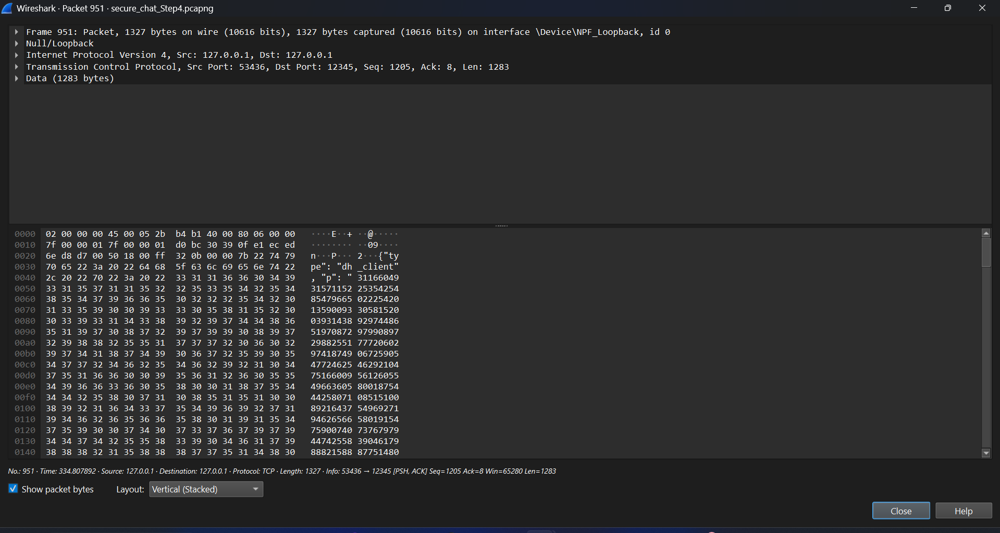 Wireshark · Packet 951 · secure_chat_Step4.pcapng
Frame 951: Packet, 1327 bytes on wire (10616 bits), 1327 bytes captured (10616 bits) on interface \Device\NPF_Loopback, id 0
Null/Loopback
Internet Protocol Version 4, Src: 127.0.0.1, Dst: 127.0.0.1
Transmission Control Protocol, Src Port: 53436, Dst Port: 12345, Seq: 1205, Ack: 8, Len: 1283
Data (1283 bytes)
0000 02 00 00 00 45 00 05 2b b4 b1 40 00 80 06 00 00 ····E··+ ··@·····
0010 7f 00 00 01 7f 00 00 01 d0 bc 30 39 0f e1 ec ed ········ ··09····
0020 6e d8 d7 00 50 18 00 ff 32 0b 00 00 7b 22 74 79 n···P··· 2···{"ty
0030 70 65 22 3a 20 22 64 68 5f 63 6c 69 65 6e 74 22 pe": "dh _client"
0040 2c 20 22 70 22 3a 20 22 33 31 31 36 36 30 34 39 , "p": " 31166049
0050 33 31 35 37 31 31 35 32 32 35 33 35 34 32 35 34 31571152 25354254
0060 38 35 34 37 39 36 36 35 30 32 32 32 35 34 32 30 85479665 02225420
0070 31 33 35 39 30 30 39 33 33 30 35 38 31 35 32 30 13590093 30581520
0080 30 33 39 33 31 34 33 38 39 32 39 37 34 34 38 36 03931438 92974486
0090 35 31 39 37 30 38 37 32 39 37 39 39 30 38 39 37 51970872 97990897
00a0 32 39 38 38 32 35 35 31 37 37 37 32 30 36 30 32 29882551 77720602
00b0 39 37 34 31 38 37 34 39 30 36 37 32 35 39 30 35 97418749 06725905
00c0 34 37 37 32 34 36 32 35 34 36 32 39 32 31 30 34 47724625 46292104
00d0 37 35 31 36 36 30 30 39 35 36 31 32 36 30 35 35 75166009 56126055
00e0 34 39 36 36 33 36 30 35 38 30 30 31 38 37 35 34 49663605 80018754
00f0 34 34 32 35 38 30 37 31 30 38 35 31 35 31 30 30 44258071 08515100
0100 38 39 32 31 36 34 33 37 35 34 39 36 39 32 37 31 89216437 54969271
0110 39 34 36 32 36 35 36 36 35 38 30 31 39 31 35 34 94626566 58019154
0120 37 35 39 30 30 37 34 30 37 33 37 36 37 39 37 39 75900740 73767979
0130 34 34 37 34 32 35 35 38 33 39 30 34 36 31 37 39 44742558 39046179
0140 38 38 38 32 31 35 38 38 38 37 37 35 31 34 38 30 88821588 87751480
No.: 951 · Time: 334.807892 · Source: 127.0.0.1 · Destination: 127.0.0.1 · Protocol: TCP · Length: 1327 · Info: 53436 → 12345 [PSH, ACK] Seq=1205 Ack=8 Win=65280 Len=1283
Show packet bytes Layout: Vertical (Stacked)
Close Help